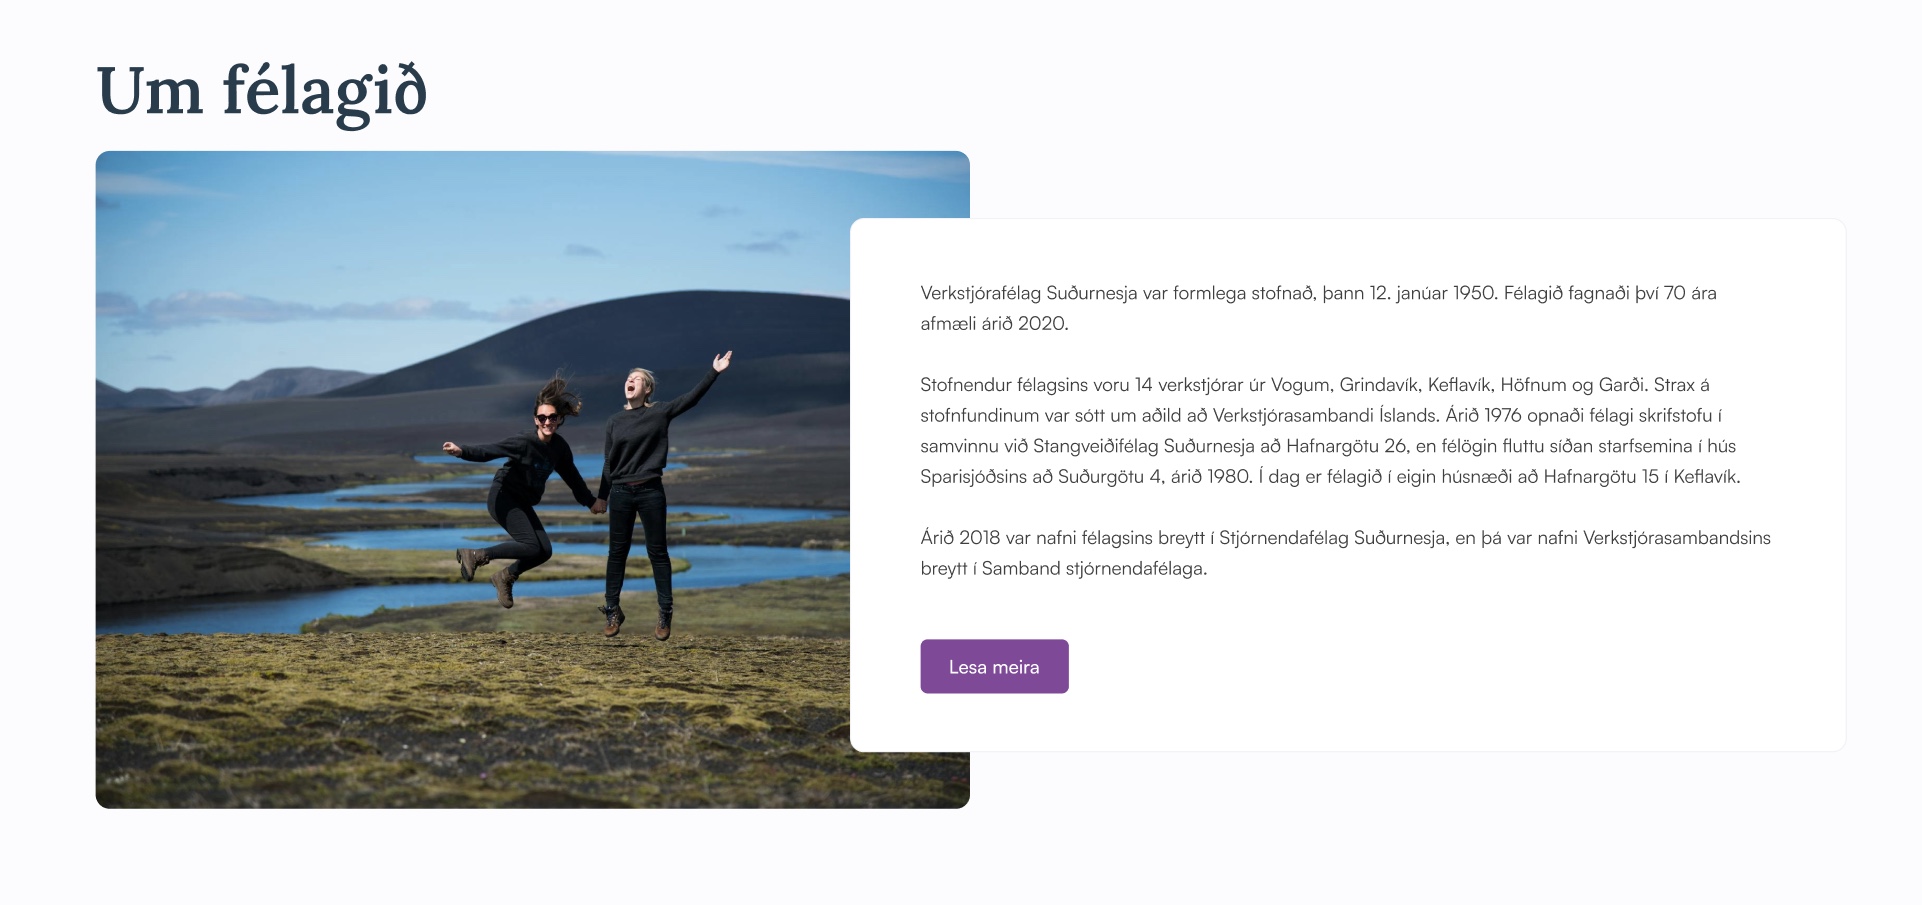 Um félagið
Verkstjórafélag Suðurnesja var formlega stofnað, þann 12. janúar 1950. Félagið fagnaði því 70 ára
afmæli árið 2020.
Stofnendur félagsins voru 14 verkstjórar úr Vogum, Grindavík, Keflavík, Höfnum og Garði. Strax á
stofnfundinum var sótt um aðild að Verkstjórasambandi Íslands. Árið 1976 opnaði félagi skrifstofu í
samvinnu við Stangveiðifélag Suðurnesja að Hafnargötu 26, en félögin fluttu síðan starfsemina í hús
Sparisjóðsins að Suðurgötu 4, árið 1980. Í dag er félagið í eigin húsnæði að Hafnargötu 15 í Keflavík.
Árið 2018 var nafni félagsins breytt í Stjórnendafélag Suðurnesja, en þá var nafni Verkstjórasambandsins
breytt í Samband stjórnendafélaga.
Lesa meira